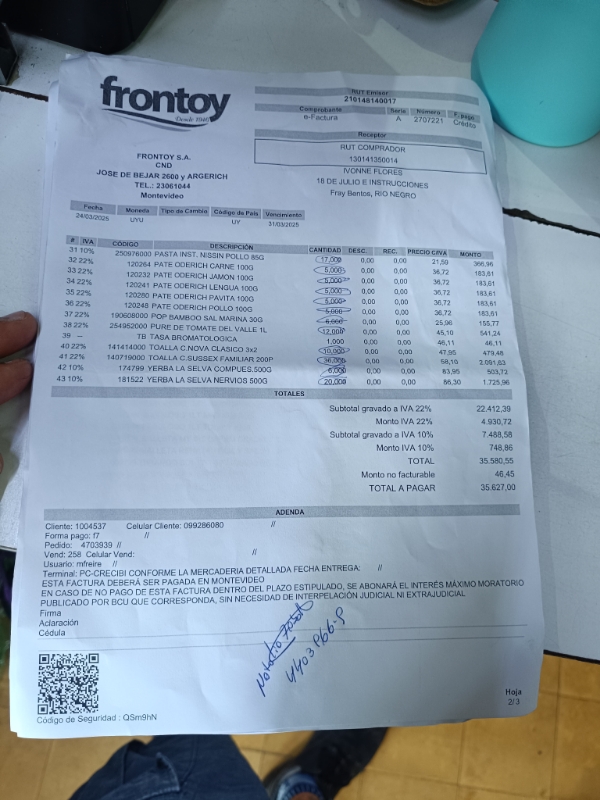 frontoy
Desde 1940
RUT Emisor
210148140017
Comprobante Serie Número F. pago
e-Factura A 2707221 Crédito
Receptor
RUT COMPRADOR
130141350014
IVONNE FLORES
18 DE JULIO E INSTRUCCIONES
Fray Bentos, RIO NEGRO
FRONTOY S.A.
CND
JOSE DE BEJAR 2600 y ARGERICH
TEL.: 23061044
Montevideo
Fecha Moneda Tipo de Cambio Código de País Vencimiento
24/03/2025 UYU UY 31/03/2025
# IVA CODIGO DESCRIPCIÓN CANTIDAD DESC. REC. PRECIO C/IVA MONTO
31 10% 250976000 PASTA INST. NISSIN POLLO 85G 17,000 0,00 0,00 21,59 366,96
32 22% 120264 PATE ODERICH CARNE 100G 5,000 0,00 0,00 36,72 183,61
33 22% 120232 PATE ODERICH JAMON 100G 5,000 0,00 0,00 36,72 183,61
34 22% 120241 PATE ODERICH LENGUA 100G 5,000 0,00 0,00 36,72 183,61
35 22% 120280 PATE ODERICH PAVITA 100G 5,000 0,00 0,00 36,72 183,61
36 22% 120248 PATE ODERICH POLLO 100G 5,000 0,00 0,00 36,72 183,61
37 22% 190608000 POP BAMBOO SAL MARINA 30G 6,000 0,00 0,00 25,96 155,77
38 22% 254952000 PURE DE TOMATE DEL VALLE 1L 12,000 0,00 0,00 45,10 541,24
39 -- TB TASA BROMATOLOGICA 1,000 0,00 0,00 46,11 46,11
40 22% 141414000 TOALLA C.NOVA CLASICO 3x2 10,000 0,00 0,00 47,95 479,48
41 22% 140719000 TOALLA C.SUSSEX FAMILIAR 200P 36,000 0,00 0,00 58,10 2.091,63
42 10% 174799 YERBA LA SELVA COMPUES.500G 6,000 0,00 0,00 83,95 503,72
43 10% 181522 YERBA LA SELVA NERVIOS 500G 20,000 0,00 0,00 86,30 1.725,96
TOTALES
Subtotal gravado a IVA 22% 22.412,39
Monto IVA 22% 4.930,72
Subtotal gravado a IVA 10% 7.488,58
Monto IVA 10% 748,86
TOTAL 35.580,55
Monto no facturable 46,45
TOTAL A PAGAR 35.627,00
ADENDA
Cliente: 1004537 Celular Cliente: 099286080 //
Forma pago: f7 //
Pedido: 4703939 //
Vend: 258 Celular Vend: //
Usuario: mfreire //
Terminal: PC-CRECIBI CONFORME LA MERCADERIA DETALLADA FECHA ENTREGA: //
ESTA FACTURA DEBERÁ SER PAGADA EN MONTEVIDEO
EN CASO DE NO PAGO DE ESTA FACTURA DENTRO DEL PLAZO ESTIPULADO, SE ABONARÁ EL INTERÉS MÁXIMO MORATORIO
PUBLICADO POR BCU QUE CORRESPONDA, SIN NECESIDAD DE INTERPELACIÓN JUDICIAL NI EXTRAJUDICIAL
Firma
Aclaración
Cédula
Código de Seguridad : QSm9hN
Hoja
2/3